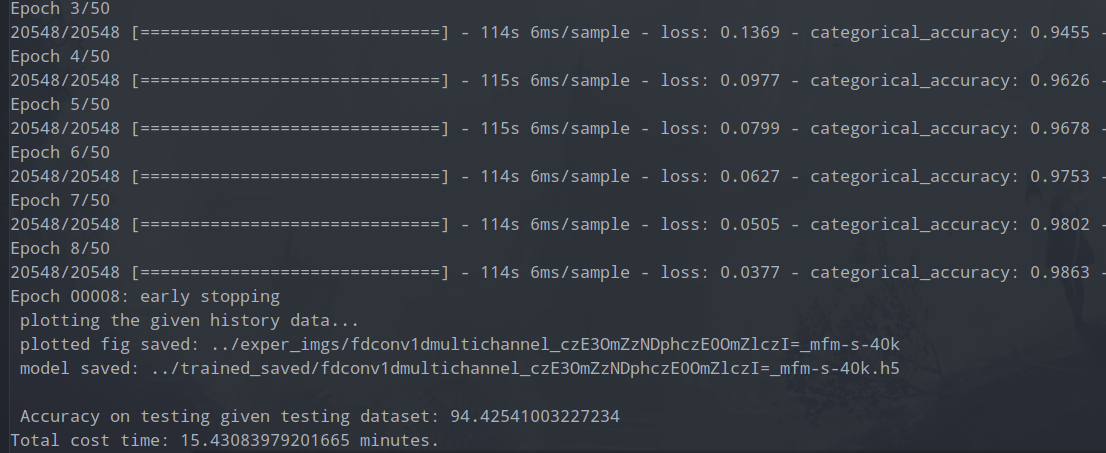 Epoch 3/50
20548/20548 [==============================] - 114s 6ms/sample - loss: 0.1369 - categorical_accuracy: 0.9455 -
Epoch 4/50
20548/20548 [==============================] - 115s 6ms/sample - loss: 0.0977 - categorical_accuracy: 0.9626 -
Epoch 5/50
20548/20548 [==============================] - 115s 6ms/sample - loss: 0.0799 - categorical_accuracy: 0.9678 -
Epoch 6/50
20548/20548 [==============================] - 114s 6ms/sample - loss: 0.0627 - categorical_accuracy: 0.9753 -
Epoch 7/50
20548/20548 [==============================] - 114s 6ms/sample - loss: 0.0505 - categorical_accuracy: 0.9802 -
Epoch 8/50
20548/20548 [==============================] - 114s 6ms/sample - loss: 0.0377 - categorical_accuracy: 0.9863 -
Epoch 00008: early stopping
plotting the given history data...
plotted fig saved: ../exper_imgs/fdconv1dmultichannel_czE3OmZzNDphczE0OmZlczI=_mfm-s-40k
model saved: ../trained_saved/fdconv1dmultichannel_czE3OmZzNDphczE0OmZlczI=_mfm-s-40k.h5
Accuracy on testing given testing dataset: 94.42541003227234
Total cost time: 15.43083979201665 minutes.